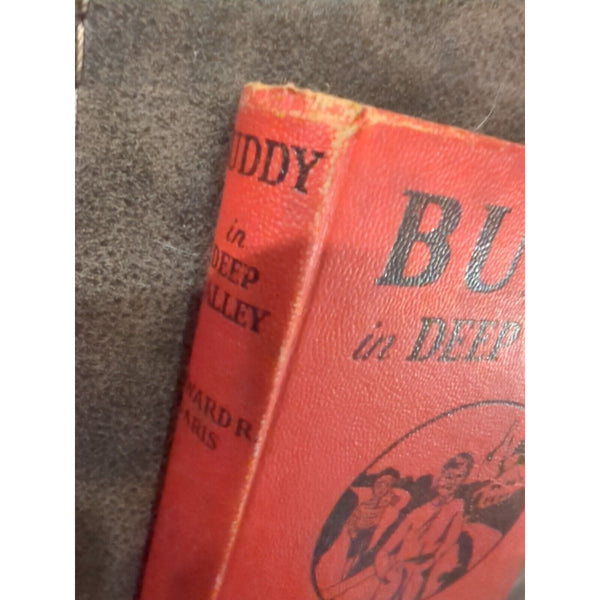 UDDY
in
DEEP
ALLEY
WARD R.
ARIS
BU
in DEEP